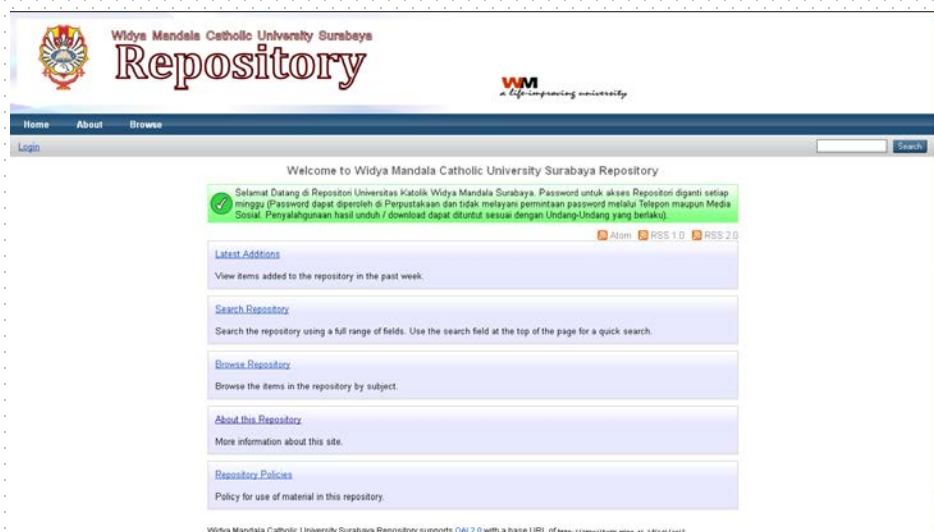 Widya Mandala Catholic University Surabaya
Repository
WM
a life-improving university
Home About Browse
Login Search
Welcome to Widya Mandala Catholic University Surabaya Repository
Selamat Datang di Repositori Universitas Katolik Widya Mandala Surabaya. Password untuk akses Repositori diganti setiap
minggu (Password dapat diperoleh di Perpustakaan dan tidak melayani permintaan password melalui Telepon maupun Media
Sosial. Penyalahgunaan hasil unduh / download dapat dituntut sesuai dengan Undang-Undang yang berlaku).
Atom RSS 1.0 RSS 2.0
Latest Additions
View items added to the repository in the past week.
Search Repository
Search the repository using a full range of fields. Use the search field at the top of the page for a quick search.
Browse Repository
Browse the items in the repository by subject.
About this Repository
More information about this site.
Repository Policies
Policy for use of material in this repository.
Widya Mandala Catholic University Surabaya Repository supports OAI 2.0 with a base URL of